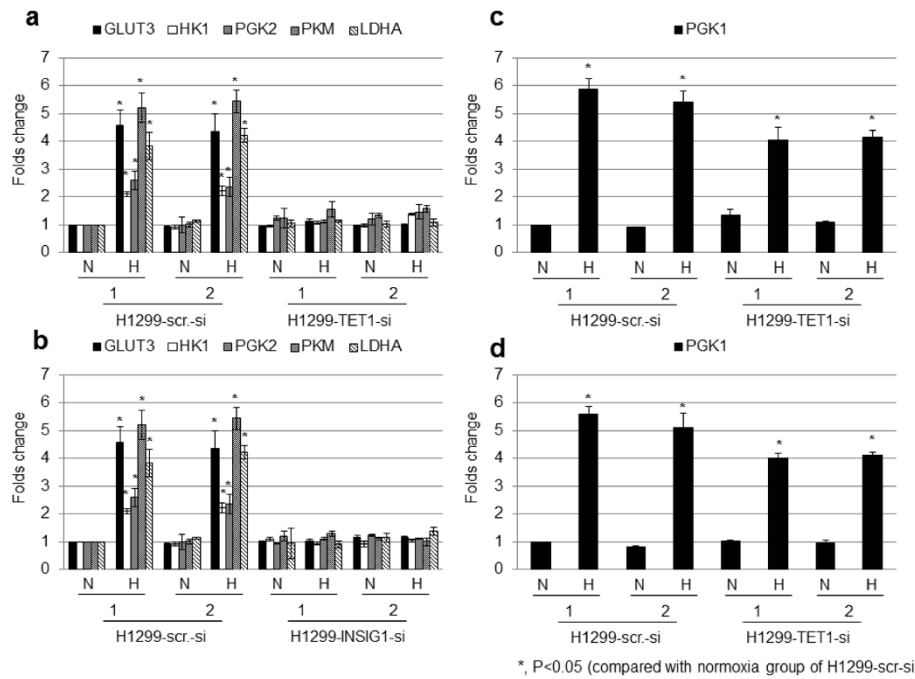 a
GLUT3 HK1 PGK2 PKM LDHA
Folds change
7
6
5
4
3
2
1
0
N H N H N H N H
1 2 1 2
H1299-scr.-si H1299-TET1-si
c
PGK1
Folds change
7
6
5
4
3
2
1
0
N H N H N H N H
1 2 1 2
H1299-scr.-si H1299-TET1-si
b
GLUT3 HK1 PGK2 PKM LDHA
Folds change
7
6
5
4
3
2
1
0
N H N H N H N H
1 2 1 2
H1299-scr.-si H1299-INSIG1-si
d
PGK1
Folds change
7
6
5
4
3
2
1
0
N H N H N H N H
1 2 1 2
H1299-scr.-si H1299-TET1-si
*, P<0.05 (compared with normoxia group of H1299-scr-si